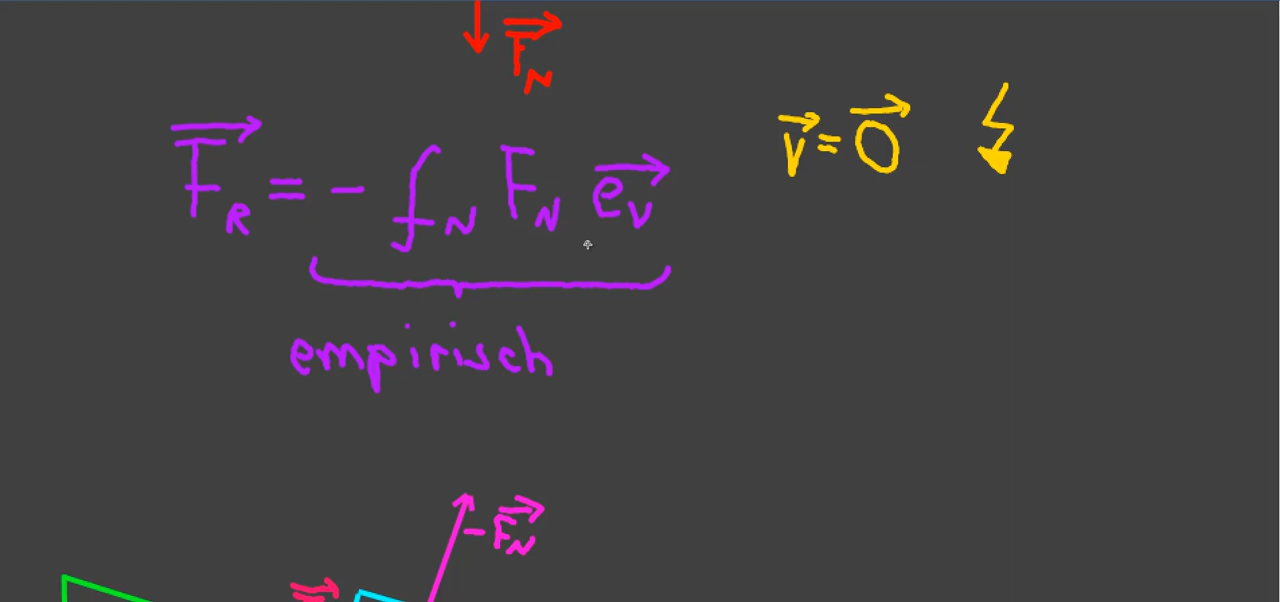 F⃗_N
F⃗_R = - f_N F_N e⃗_v
v⃗ = 0⃗
empirisch
- F⃗_N